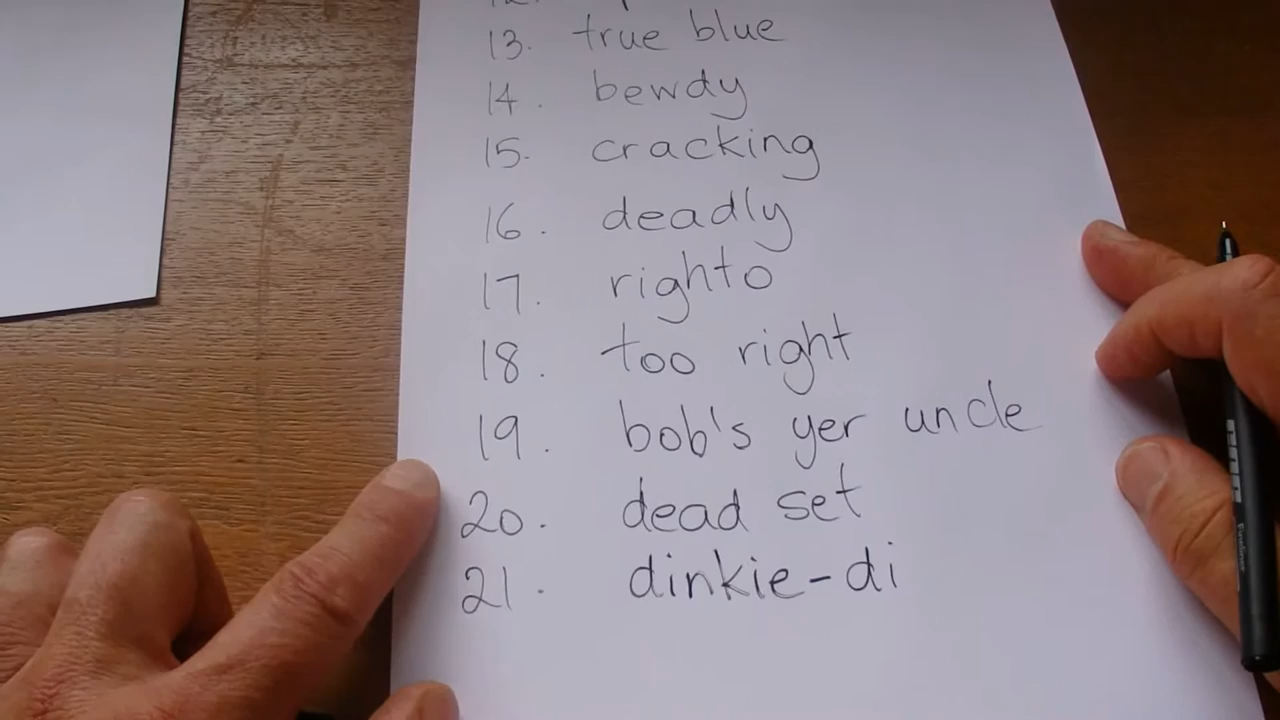 13. true blue
14. bewdy
15. cracking
16. deadly
17. righto
18. too right
19. bob's yer uncle
20. dead set
21. dinkie-di